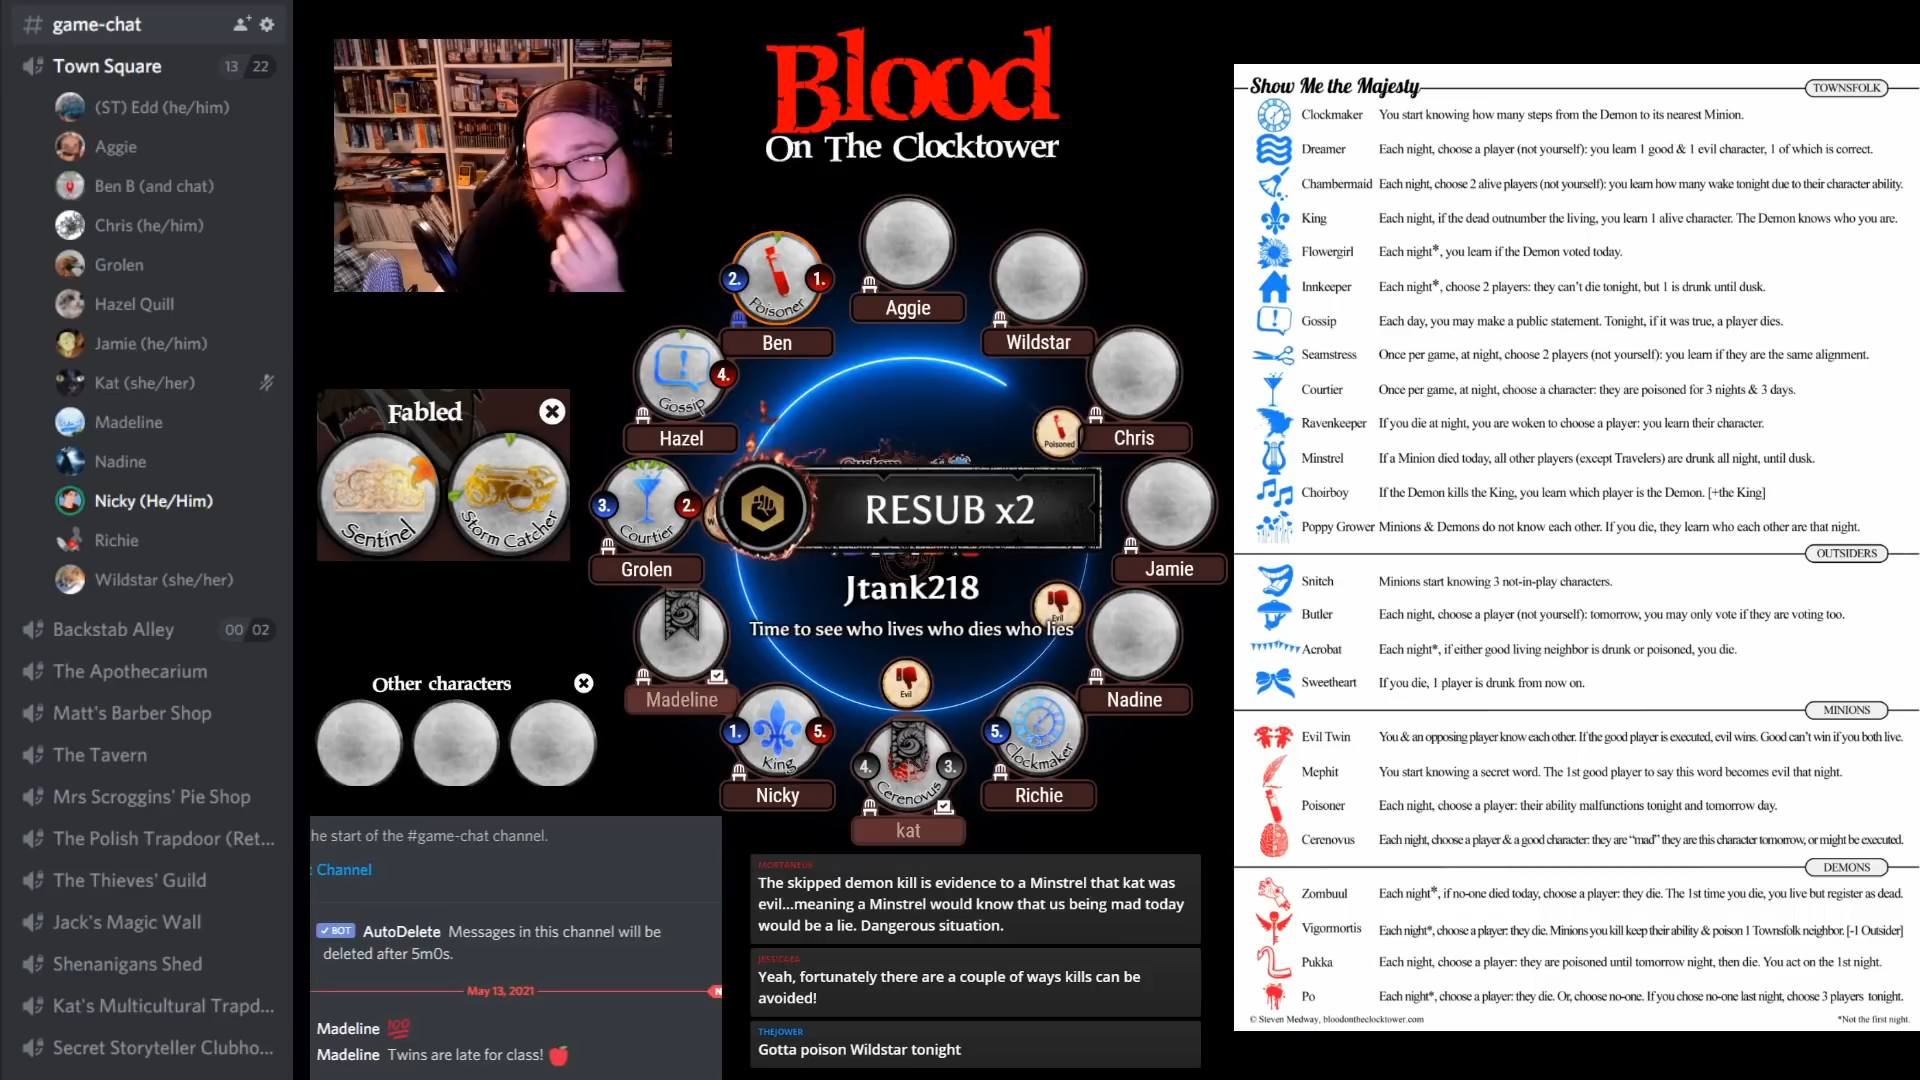 game-chat
Town Square 13 22
(ST) Edd (he/him)
Aggie
Ben B (and chat)
Chris (he/him)
Grolen
Hazel Quill
Jamie (he/him)
Kat (she/her)
Madeline
Nadine
Nicky (He/Him)
Richie
Wildstar (she/her)
Backstab Alley 00 02
The Apothecarium
Matt's Barber Shop
The Tavern
Mrs Scroggins' Pie Shop
The Polish Trapdoor (Ret...
The Thieves' Guild
Jack's Magic Wall
Shenanigans Shed
Kat's Multicultural Trapd...
Secret Storyteller Clubho...
Blood
On The Clocktower
Fabled
Sentinel
Storm Catcher
Other characters
2. Poisoner 1.
Ben
Aggie
Wildstar
Gossip 4.
Hazel
Poisoned
Chris
3. Courtier 2.
Grolen
Jamie
RESUB x2
Jtank218
Time to see who lives who dies who lies
Evil
Madeline
Nadine
Evil
1. King 5.
Nicky
4. Cerenovus 3.
kat
5. Clockmaker
Richie
he start of the #game-chat channel.
Channel
BOT AutoDelete Messages in this channel will be
deleted after 5m0s.
May 13, 2021
Madeline 💯
Madeline Twins are late for class! 🍎
MORTANEUS
The skipped demon kill is evidence to a Minstrel that kat was
evil...meaning a Minstrel would know that us being mad today
would be a lie. Dangerous situation.
JESSICAEA
Yeah, fortunately there are a couple of ways kills can be
avoided!
THEJOWER
Gotta poison Wildstar tonight
Show Me the Majesty
TOWNSFOLK
Clockmaker You start knowing how many steps from the Demon to its nearest Minion.
Dreamer Each night, choose a player (not yourself): you learn 1 good & 1 evil character, 1 of which is correct.
Chambermaid Each night, choose 2 alive players (not yourself): you learn how many wake tonight due to their character ability.
King Each night, if the dead outnumber the living, you learn 1 alive character. The Demon knows who you are.
Flowergirl Each night*, you learn if the Demon voted today.
Innkeeper Each night*, choose 2 players: they can't die tonight, but 1 is drunk until dusk.
Gossip Each day, you may make a public statement. Tonight, if it was true, a player dies.
Seamstress Once per game, at night, choose 2 players (not yourself): you learn if they are the same alignment.
Courtier Once per game, at night, choose a character: they are poisoned for 3 nights & 3 days.
Ravenkeeper If you die at night, you are woken to choose a player: you learn their character.
Minstrel If a Minion died today, all other players (except Travelers) are drunk all night, until dusk.
Choirboy If the Demon kills the King, you learn which player is the Demon. [+the King]
Poppy Grower Minions & Demons do not know each other. If you die, they learn who each other are that night.
OUTSIDERS
Snitch Minions start knowing 3 not-in-play characters.
Butler Each night, choose a player (not yourself): tomorrow, you may only vote if they are voting too.
Acrobat Each night*, if either good living neighbor is drunk or poisoned, you die.
Sweetheart If you die, 1 player is drunk from now on.
MINIONS
Evil Twin You & an opposing player know each other. If the good player is executed, evil wins. Good can't win if you both live.
Mephit You start knowing a secret word. The 1st good player to say this word becomes evil that night.
Poisoner Each night, choose a player: their ability malfunctions tonight and tomorrow day.
Cerenovus Each night, choose a player & a good character: they are "mad" they are this character tomorrow, or might be executed.
DEMONS
Zombuul Each night*, if no-one died today, choose a player: they die. The 1st time you die, you live but register as dead.
Vigormortis Each night*, choose a player: they die. Minions you kill keep their ability & poison 1 Townsfolk neighbor. [-1 Outsider]
Pukka Each night, choose a player: they are poisoned until tomorrow night, then die. You act on the 1st night.
Po Each night*, choose a player: they die. Or, choose no-one. If you chose no-one last night, choose 3 players tonight.
© Steven Medway, bloodontheclocktower.com *Not the first night.